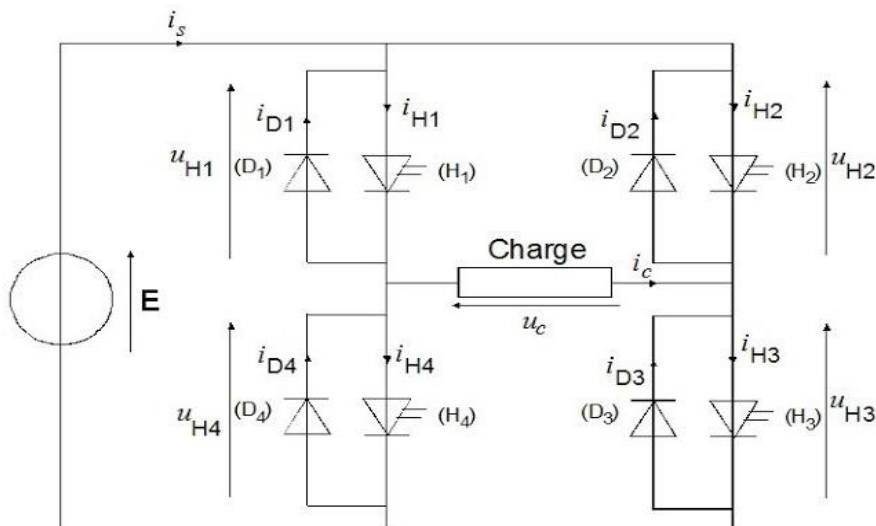 i_s
i_D1
i_H1
u_H1
(D_1)
(H_1)
i_D2
i_H2
(D_2)
(H_2)
u_H2
Charge
i_c
E
u_c
i_D4
i_H4
u_H4
(D_4)
(H_4)
i_D3
i_H3
(D_3)
(H_3)
u_H3